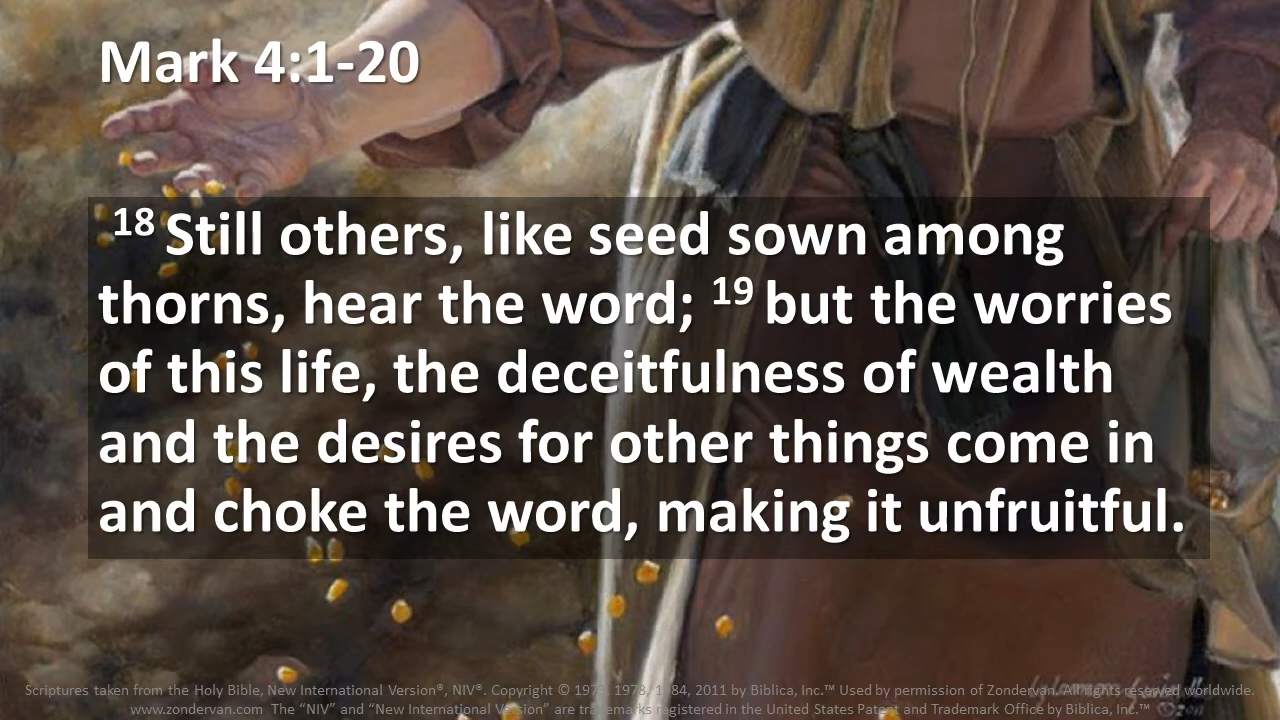 Mark 4:1-20
18 Still others, like seed sown among
thorns, hear the word; 19 but the worries
of this life, the deceitfulness of wealth
and the desires for other things come in
and choke the word, making it unfruitful.
Scriptures taken from the Holy Bible, New International Version®, NIV®. Copyright © 1973, 1978, 1984, 2011 by Biblica, Inc.™ Used by permission of Zondervan. All rights reserved worldwide.
www.zondervan.com The “NIV” and “New International Version” are trademarks registered in the United States Patent and Trademark Office by Biblica, Inc.™